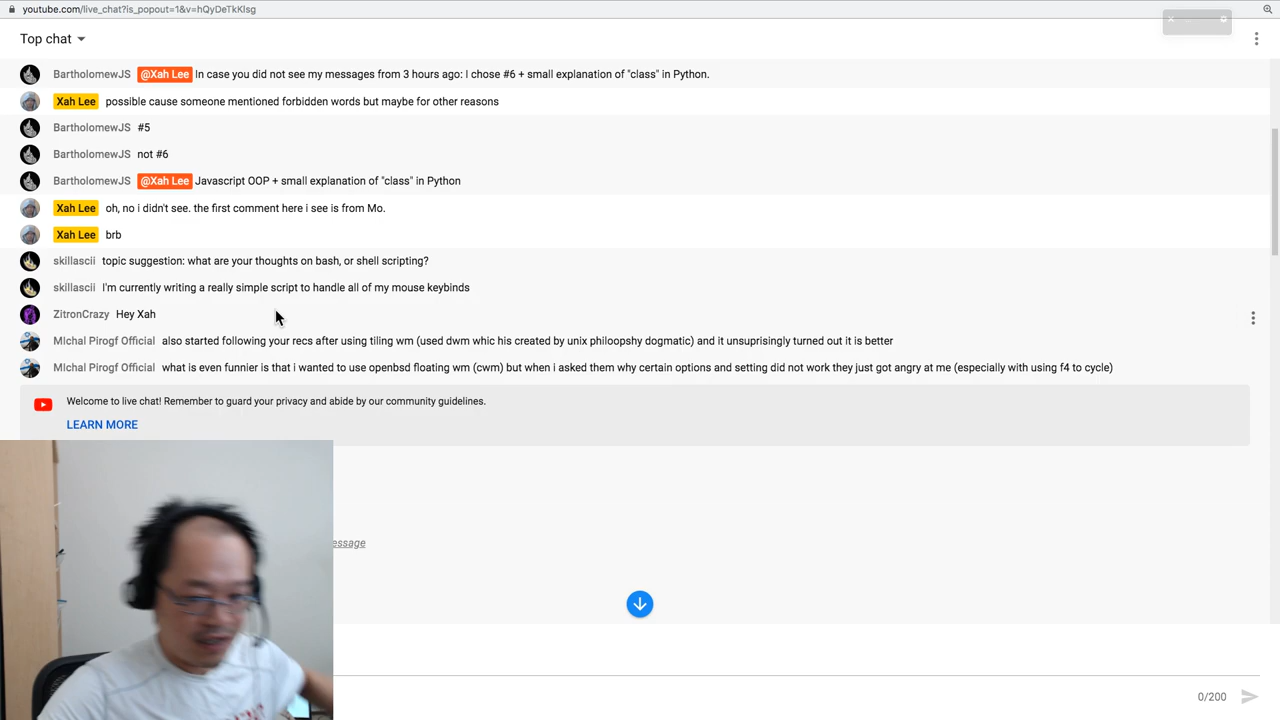 youtube.com/live_chat?is_popout=1&v=hQyDeTkKlsg
Top chat
BartholomewJS @Xah Lee In case you did not see my messages from 3 hours ago: I chose #6 + small explanation of "class" in Python.
Xah Lee possible cause someone mentioned forbidden words but maybe for other reasons
BartholomewJS #5
BartholomewJS not #6
BartholomewJS @Xah Lee Javascript OOP + small explanation of "class" in Python
Xah Lee oh, no i didn't see. the first comment here i see is from Mo.
Xah Lee brb
skillascii topic suggestion: what are your thoughts on bash, or shell scripting?
skillascii I'm currently writing a really simple script to handle all of my mouse keybinds
ZitronCrazy Hey Xah
MIchal Pirogf Official also started following your recs after using tiling wm (used dwm whic his created by unix philoopshy dogmatic) and it unsuprisingly turned out it is better
MIchal Pirogf Official what is even funnier is that i wanted to use openbsd floating wm (cwm) but when i asked them why certain options and setting did not work they just got angry at me (especially with using f4 to cycle)
Welcome to live chat! Remember to guard your privacy and abide by our community guidelines.
LEARN MORE
essage
0/200